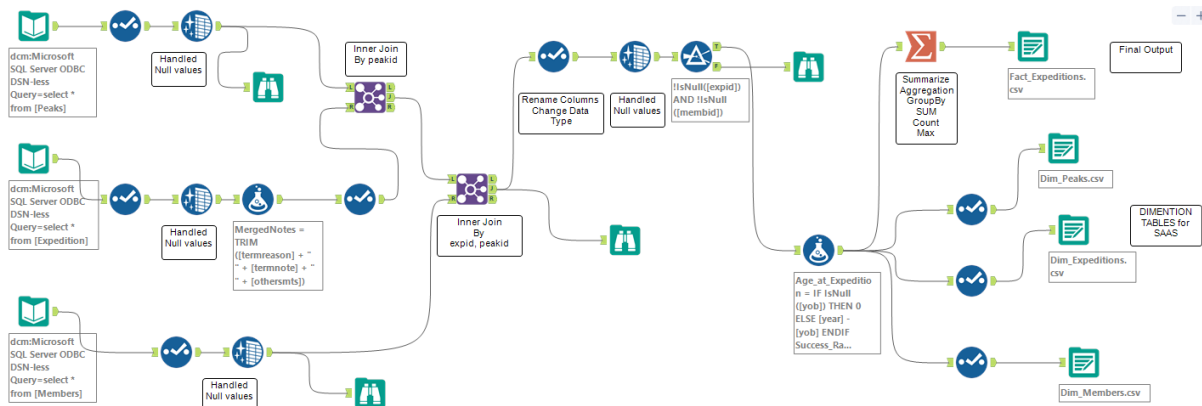 dcm:Microsoft
SQL Server ODBC
DSN-less
Query=select *
from [Peaks]
Handled
Null values
Inner Join
By peakid
L
R
L
J
R
dcm:Microsoft
SQL Server ODBC
DSN-less
Query=select *
from [Expedition]
Handled
Null values
MergedNotes =
TRIM
([termreason] + "
" + [termnote] + "
" + [othersmts])
dcm:Microsoft
SQL Server ODBC
DSN-less
Query=select *
from [Members]
Handled
Null values
L
R
L
J
R
Inner Join
By
expid, peakid
Rename Columns
Change Data
Type
Handled
Null values
T
F
!IsNull([expid])
AND !IsNull
([membid])
Age_at_Expeditio
n = IF IsNull
([yob]) THEN 0
ELSE [year] -
[yob] ENDIF
Success_Ra...
Summarize
Aggregation
GroupBy
SUM
Count
Max
Fact_Expeditions.
csv
Final Output
Dim_Peaks.csv
Dim_Expeditions.
csv
DIMENTION
TABLES for
SAAS
Dim_Members.csv